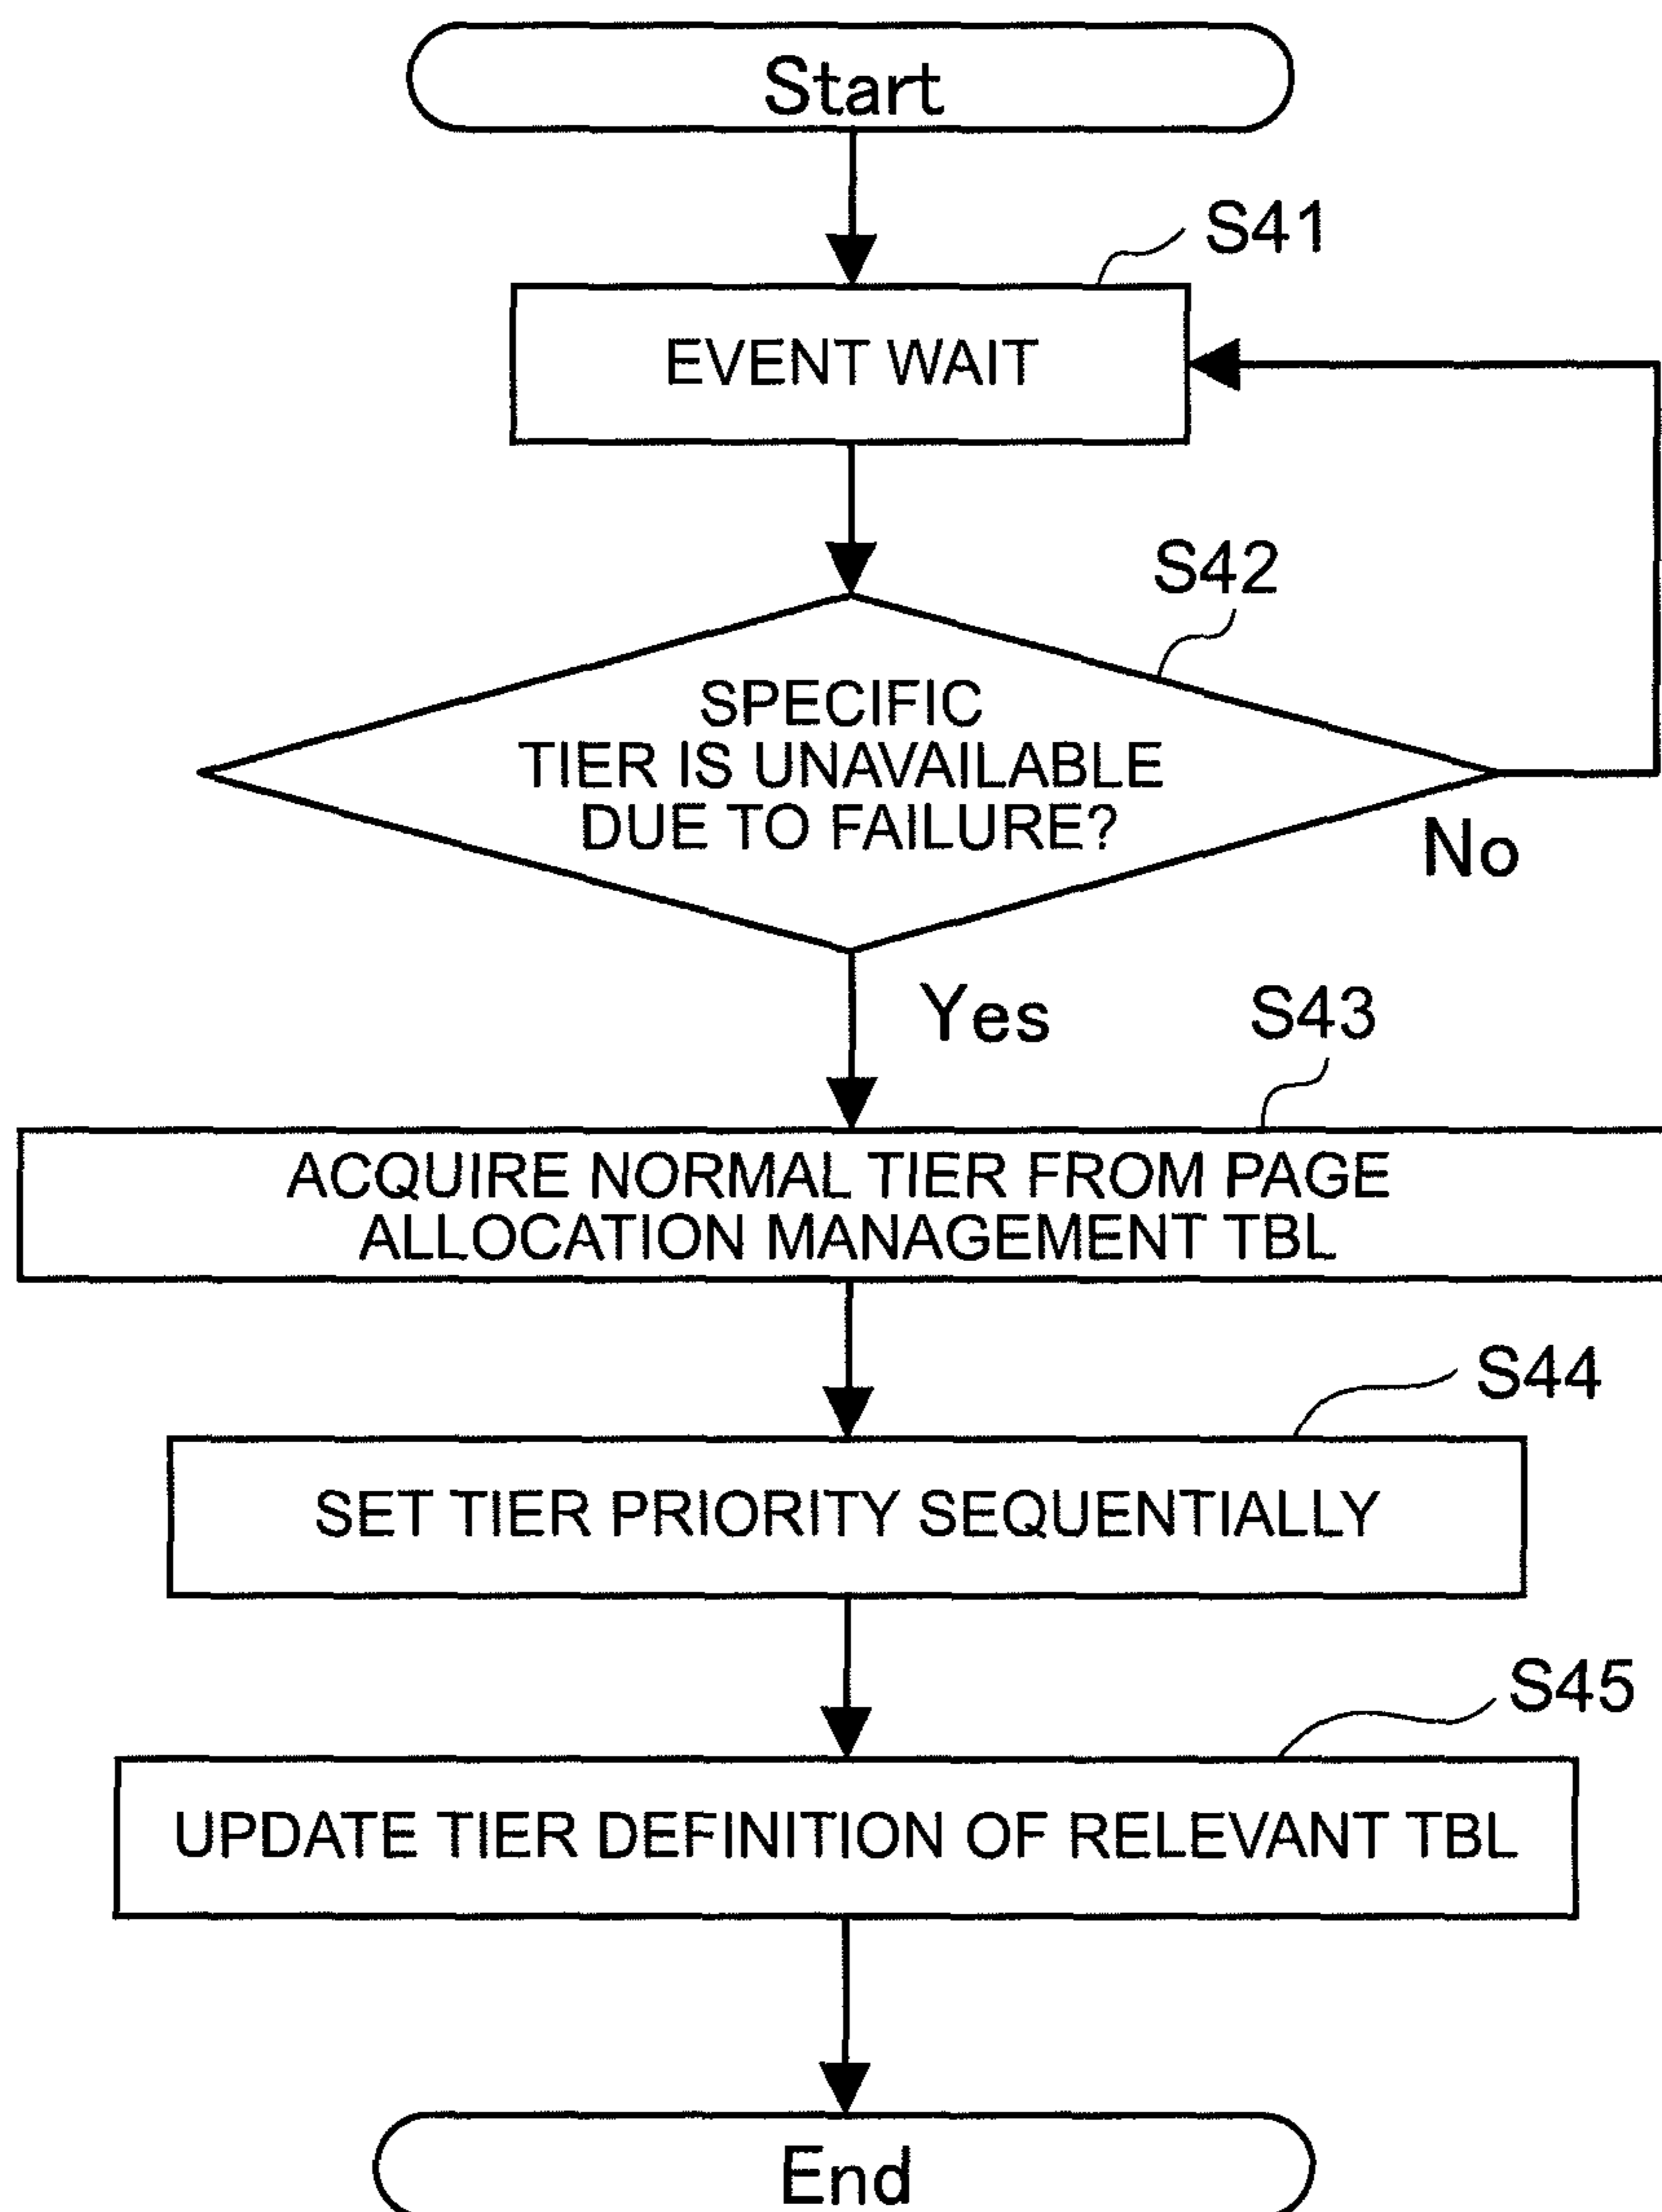 Start
S41
EVENT WAIT
S42
SPECIFIC
TIER IS UNAVAILABLE
DUE TO FAILURE?
No
Yes
S43
ACQUIRE NORMAL TIER FROM PAGE
ALLOCATION MANAGEMENT TBL
S44
SET TIER PRIORITY SEQUENTIALLY
S45
UPDATE TIER DEFINITION OF RELEVANT TBL
End